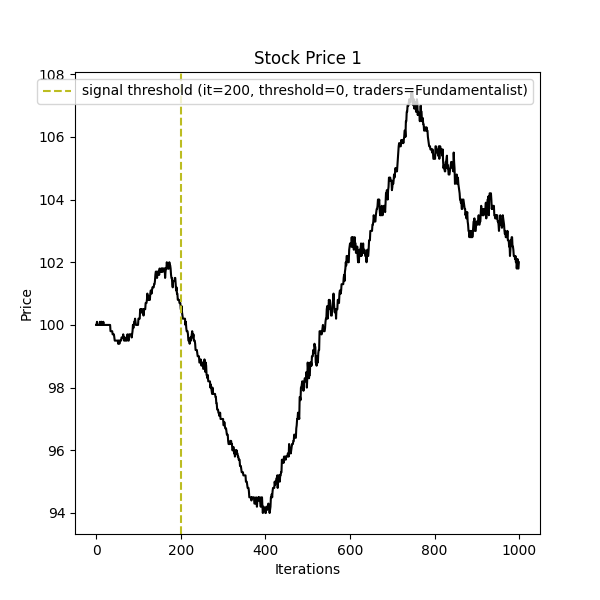 Stock Price 1
signal threshold (it=200, threshold=0, traders=Fundamentalist)
108
106
104
102
100
98
96
94
Price
0 200 400 600 800 1000
Iterations